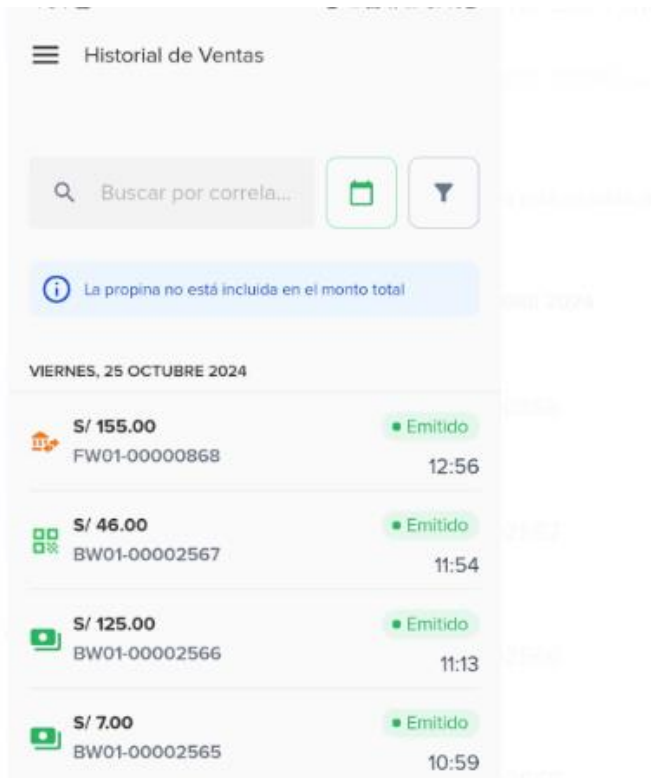 Historial de Ventas
Buscar por correla...
La propina no está incluida en el monto total
VIERNES, 25 OCTUBRE 2024
S/ 155.00
Emitido
FW01-00000868
12:56
S/ 46.00
Emitido
BW01-00002567
11:54
S/ 125.00
Emitido
BW01-00002566
11:13
S/ 7.00
Emitido
BW01-00002565
10:59